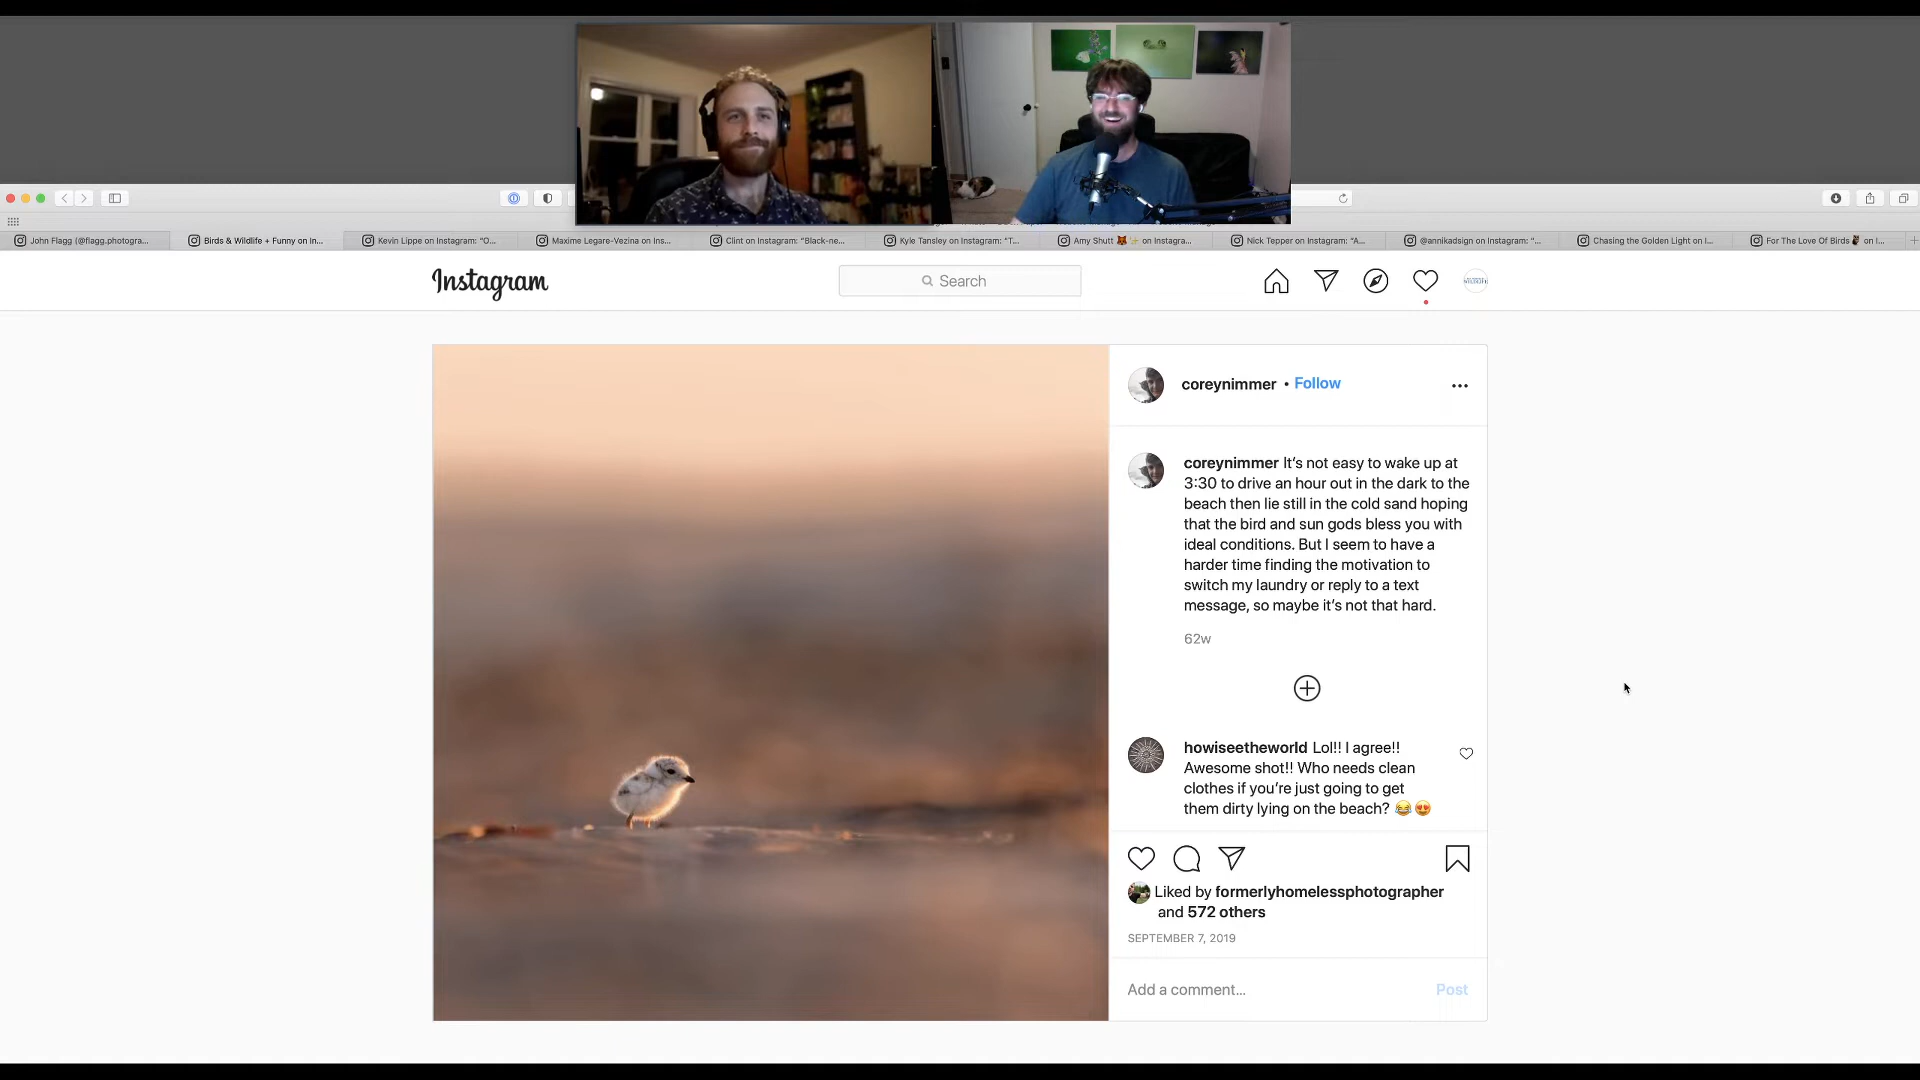 John Flagg (@flagg.photogra...
Birds & Wildlife + Funny on In...
Kevin Lippe on Instagram: "O...
Maxime Legare-Vezina on Ins...
Clint on Instagram: "Black-ne...
Kyle Tansley on Instagram: "T...
Amy Shutt 🦊✨ on Instagra...
Nick Tepper on Instagram: "A...
@annikadsign on Instagram: "...
Chasing the Golden Light on I...
For The Love Of Birds🦉 on I...
Instagram
Search
coreynimmer • Follow
coreynimmer It's not easy to wake up at
3:30 to drive an hour out in the dark to the
beach then lie still in the cold sand hoping
that the bird and sun gods bless you with
ideal conditions. But I seem to have a
harder time finding the motivation to
switch my laundry or reply to a text
message, so maybe it's not that hard.
62w
howiseetheworld Lol!! I agree!!
Awesome shot!! Who needs clean
clothes if you're just going to get
them dirty lying on the beach? 😂😍
Liked by formerlyhomelessphotographer
and 572 others
SEPTEMBER 7, 2019
Add a comment...
Post